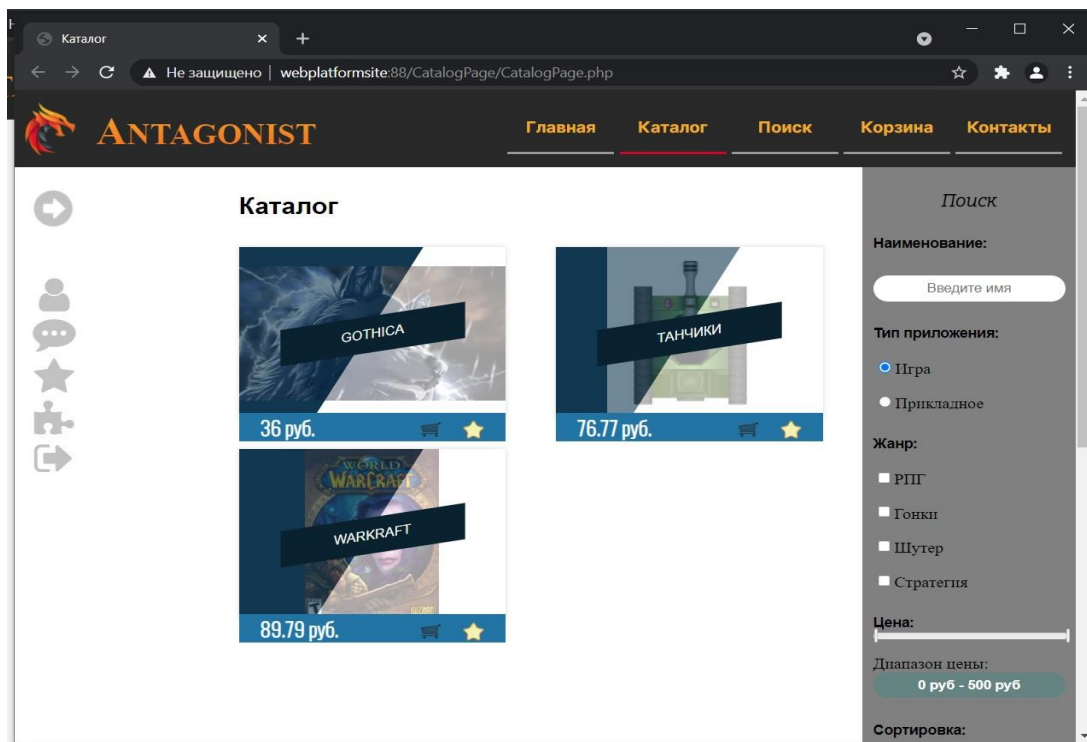 Каталог
Не защищено | webplatformsite:88/CatalogPage/CatalogPage.php
ANTAGONIST
Главная Каталог Поиск Корзина Контакты
Каталог
GOTHICA
36 руб.
ТАНЧИКИ
76.77 руб.
WORLD
WARCRAFT
WARKRAFT
89.79 руб.
Поиск
Наименование:
Введите имя
Тип приложения:
Игра
Прикладное
Жанр:
РПГ
Гонки
Шутер
Стратегия
Цена:
Диапазон цены:
0 руб - 500 руб
Сортировка: